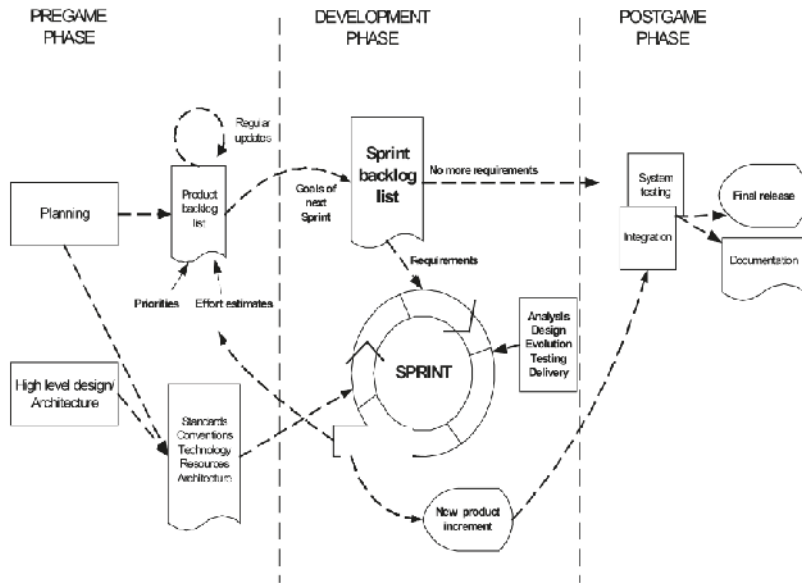 PREGAME
PHASE
DEVELOPMENT
PHASE
POSTGAME
PHASE
Regular
updates
Planning
Product
backlog
list
Goals of
next
Sprint
Sprint
backlog
list
No more requirements
System
testing
Integration
Final release
Documentation
Priorities
Effort estimates
Requirements
High level design/
Architecture
Standards
Conventions
Technology
Resources
Architecture
SPRINT
Analysis
Design
Evolution
Testing
Delivery
New product
increment